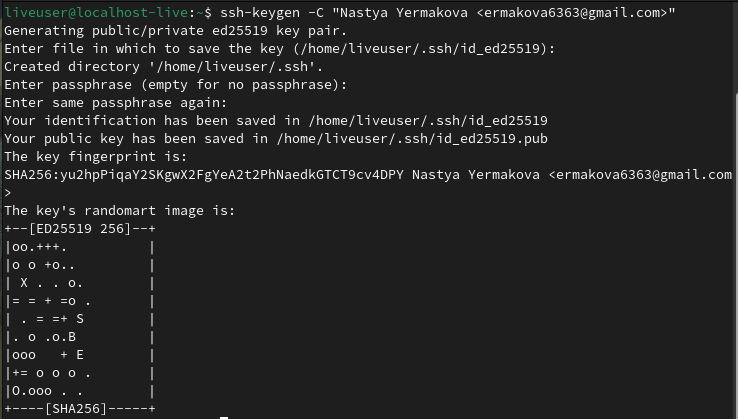 liveuser@localhost-live:~$ ssh-keygen -C "Nastya Yermakova <ermakova6363@gmail.com>"
Generating public/private ed25519 key pair.
Enter file in which to save the key (/home/liveuser/.ssh/id_ed25519):
Created directory '/home/liveuser/.ssh'.
Enter passphrase (empty for no passphrase):
Enter same passphrase again:
Your identification has been saved in /home/liveuser/.ssh/id_ed25519
Your public key has been saved in /home/liveuser/.ssh/id_ed25519.pub
The key fingerprint is:
SHA256:yu2hpPiqaY2SKgwX2FgYeA2t2PhNaedkGTCT9cv4DPY Nastya Yermakova <ermakova6363@gmail.com
>
The key's randomart image is:
+--[ED25519 256]--+
|oo.+++.          |
|o o +o..         |
| X . . o.        |
|= = + =o .       |
| . = =+ S        |
|. o .o.B         |
|ooo   + E        |
|+= o o o .       |
|O.ooo . .        |
+----[SHA256]-----+